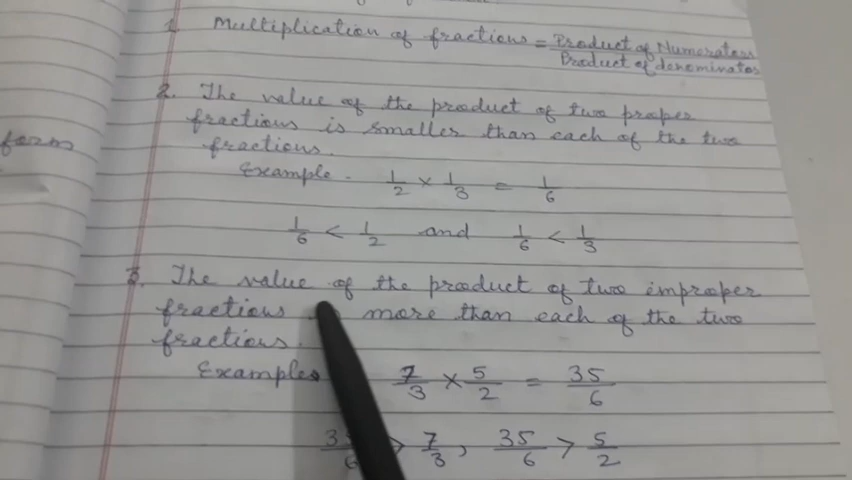 1. Multiplication of fractions = Product of Numerators / Product of denominators
2. The value of the product of two proper
fractions is smaller than each of the two
fractions.
Example. 1/2 × 1/3 = 1/6
1/6 < 1/2 and 1/6 < 1/3
3. The value of the product of two improper
fractions more than each of the two
fractions.
Examples 7/3 × 5/2 = 35/6
> 7/3, 35/6 > 5/2
form